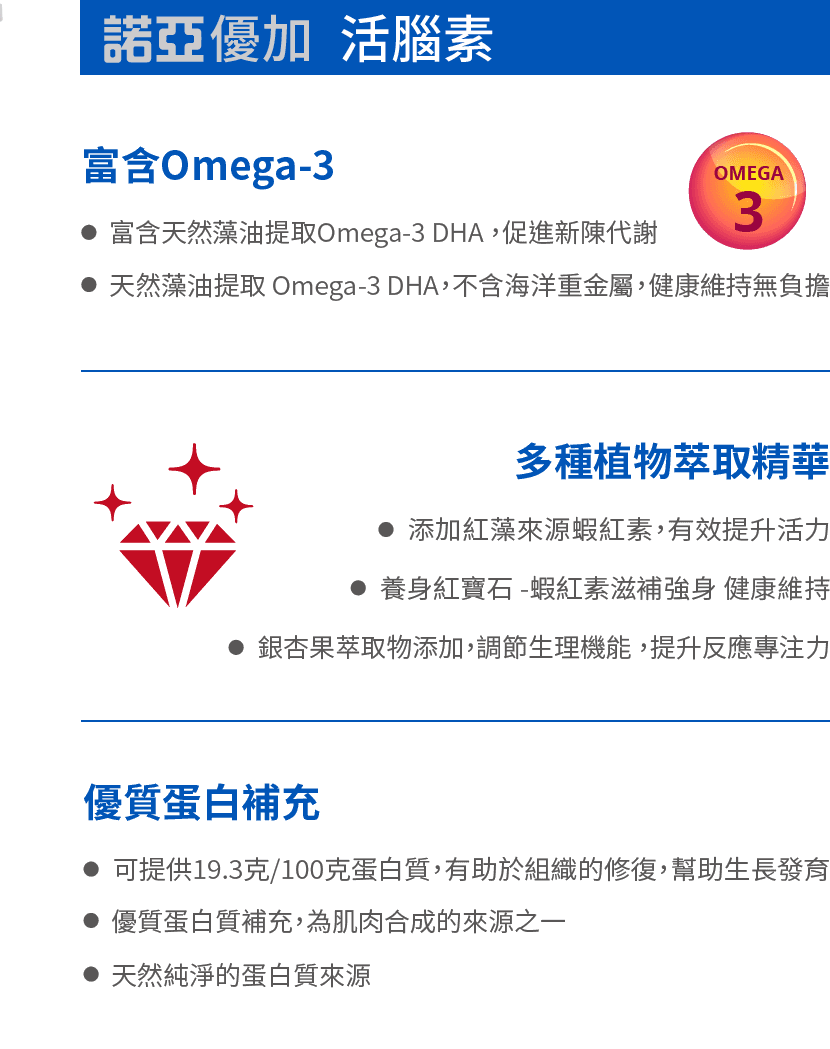 諾亞優加 活腦素
富含Omega-3
OMEGA
3
● 富含天然藻油提取Omega-3 DHA，促進新陳代謝
● 天然藻油提取 Omega-3 DHA，不含海洋重金屬，健康維持無負擔
多種植物萃取精華
● 添加紅藻來源蝦紅素，有效提升活力
● 養身紅寶石 -蝦紅素滋補強身 健康維持
● 銀杏果萃取物添加，調節生理機能，提升反應專注力
優質蛋白補充
● 可提供19.3克/100克蛋白質，有助於組織的修復，幫助生長發育
● 優質蛋白質補充，為肌肉合成的來源之一
● 天然純淨的蛋白質來源